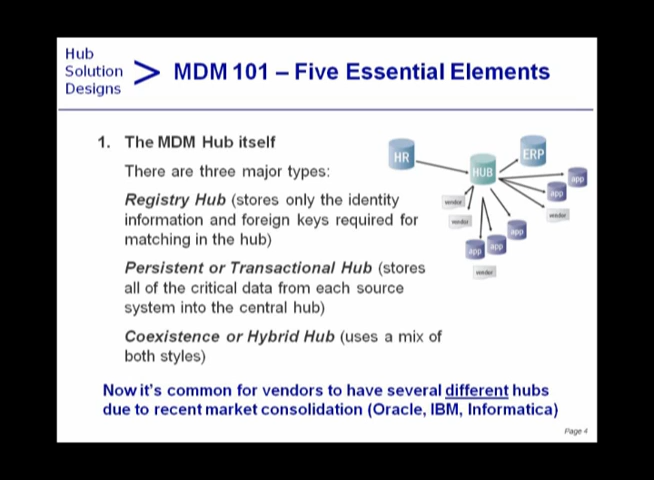 Hub
Solution
Designs
> MDM 101 – Five Essential Elements
1. The MDM Hub itself
There are three major types:
Registry Hub (stores only the identity
information and foreign keys required for
matching in the hub)
Persistent or Transactional Hub (stores
all of the critical data from each source
system into the central hub)
Coexistence or Hybrid Hub (uses a mix of
both styles)
HR
HUB
ERP
app
app
vendor
vendor
vendor
app
app
app
vendor
Now it's common for vendors to have several different hubs
due to recent market consolidation (Oracle, IBM, Informatica)
Page 4